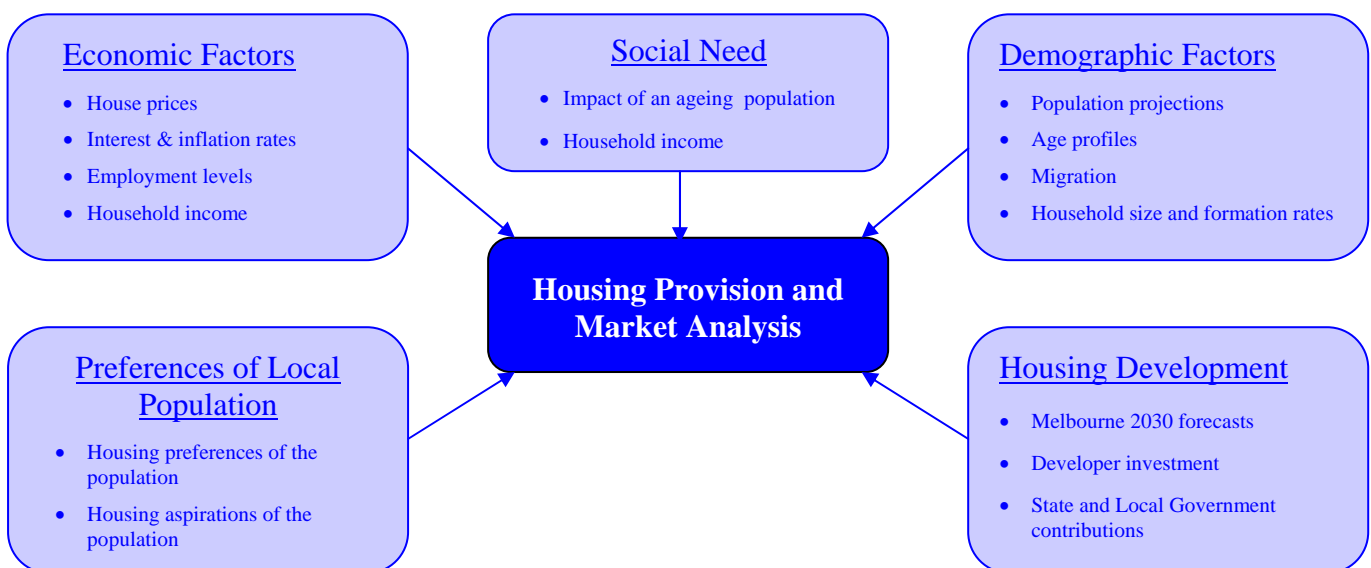 Economic Factors
• House prices
• Interest & inflation rates
• Employment levels
• Household income
Social Need
• Impact of an ageing population
• Household income
Demographic Factors
• Population projections
• Age profiles
• Migration
• Household size and formation rates
Housing Provision and
Market Analysis
Preferences of Local
Population
• Housing preferences of the
population
• Housing aspirations of the
population
Housing Development
• Melbourne 2030 forecasts
• Developer investment
• State and Local Government
contributions